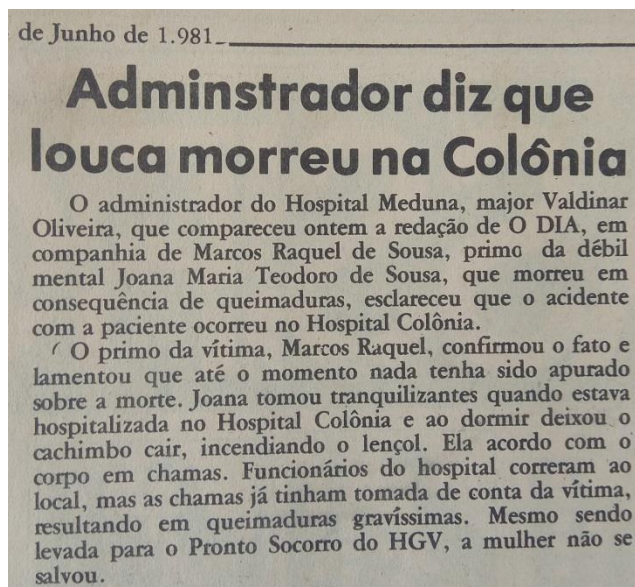 de Junho de 1.981_
Adminstrador diz que
louca morreu na Colônia
O administrador do Hospital Meduna, major Valdinar
Oliveira, que compareceu ontem a redação de O DIA, em
companhia de Marcos Raquel de Sousa, primo da débil
mental Joana Maria Teodoro de Sousa, que morreu em
consequência de queimaduras, esclareceu que o acidente
com a paciente ocorreu no Hospital Colônia.
O primo da vítima, Marcos Raquel, confirmou o fato e
lamentou que até o momento nada tenha sido apurado
sobre a morte. Joana tomou tranquilizantes quando estava
hospitalizada no Hospital Colônia e ao dormir deixou o
cachimbo cair, incendiando o lençol. Ela acordo com o
corpo em chamas. Funcionários do hospital correram ao
local, mas as chamas já tinham tomada de conta da vítima,
resultando em queimaduras gravíssimas. Mesmo sendo
levada para o Pronto Socorro do HGV, a mulher não se
salvou.